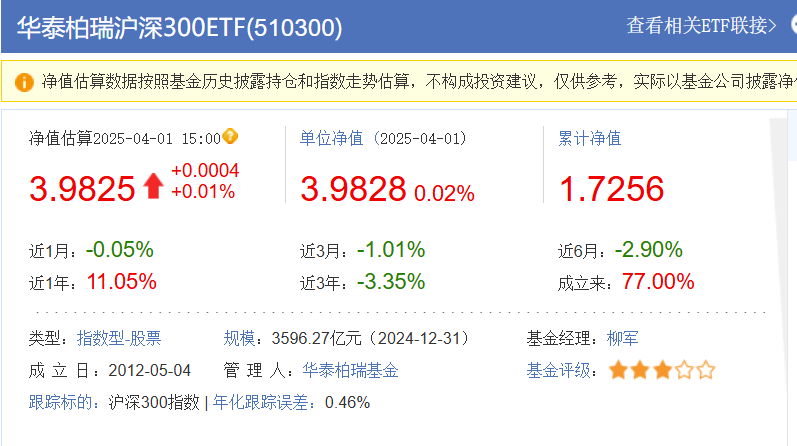 华泰柏瑞沪深300ETF(510300) 查看相关ETF联接>
净值估算数据按照基金历史披露持仓和指数走势估算，不构成投资建议，仅供参考，实际以基金公司披露净
净值估算2025-04-01 15:00 单位净值 (2025-04-01) 累计净值
3.9825 +0.0004 +0.01% 3.9828 0.02% 1.7256
近1月：-0.05% 近3月：-1.01% 近6月：-2.90%
近1年：11.05% 近3年：-3.35% 成立来：77.00%
类型：指数型-股票 规模：3596.27亿元（2024-12-31） 基金经理：柳军
成 立 日：2012-05-04 管 理 人：华泰柏瑞基金 基金评级：
跟踪标的：沪深300指数 | 年化跟踪误差：0.46%